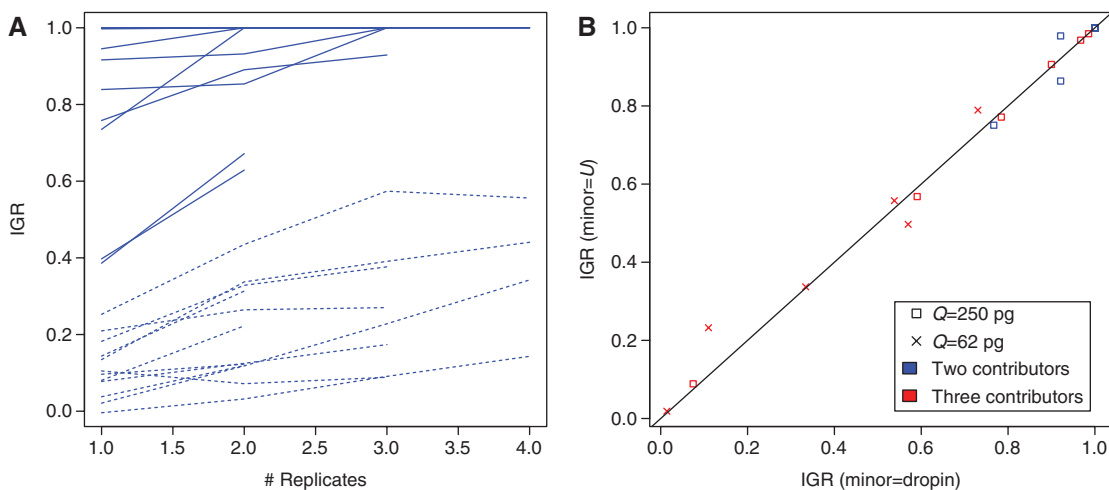 A
IGR
1.0
0.8
0.6
0.4
0.2
0.0
1.0 1.5 2.0 2.5 3.0 3.5 4.0
# Replicates
B
IGR (minor=U)
1.0
0.8
0.6
0.4
0.2
0.0
Q=250 pg
Q=62 pg
Two contributors
Three contributors
0.0 0.2 0.4 0.6 0.8 1.0
IGR (minor=dropin)